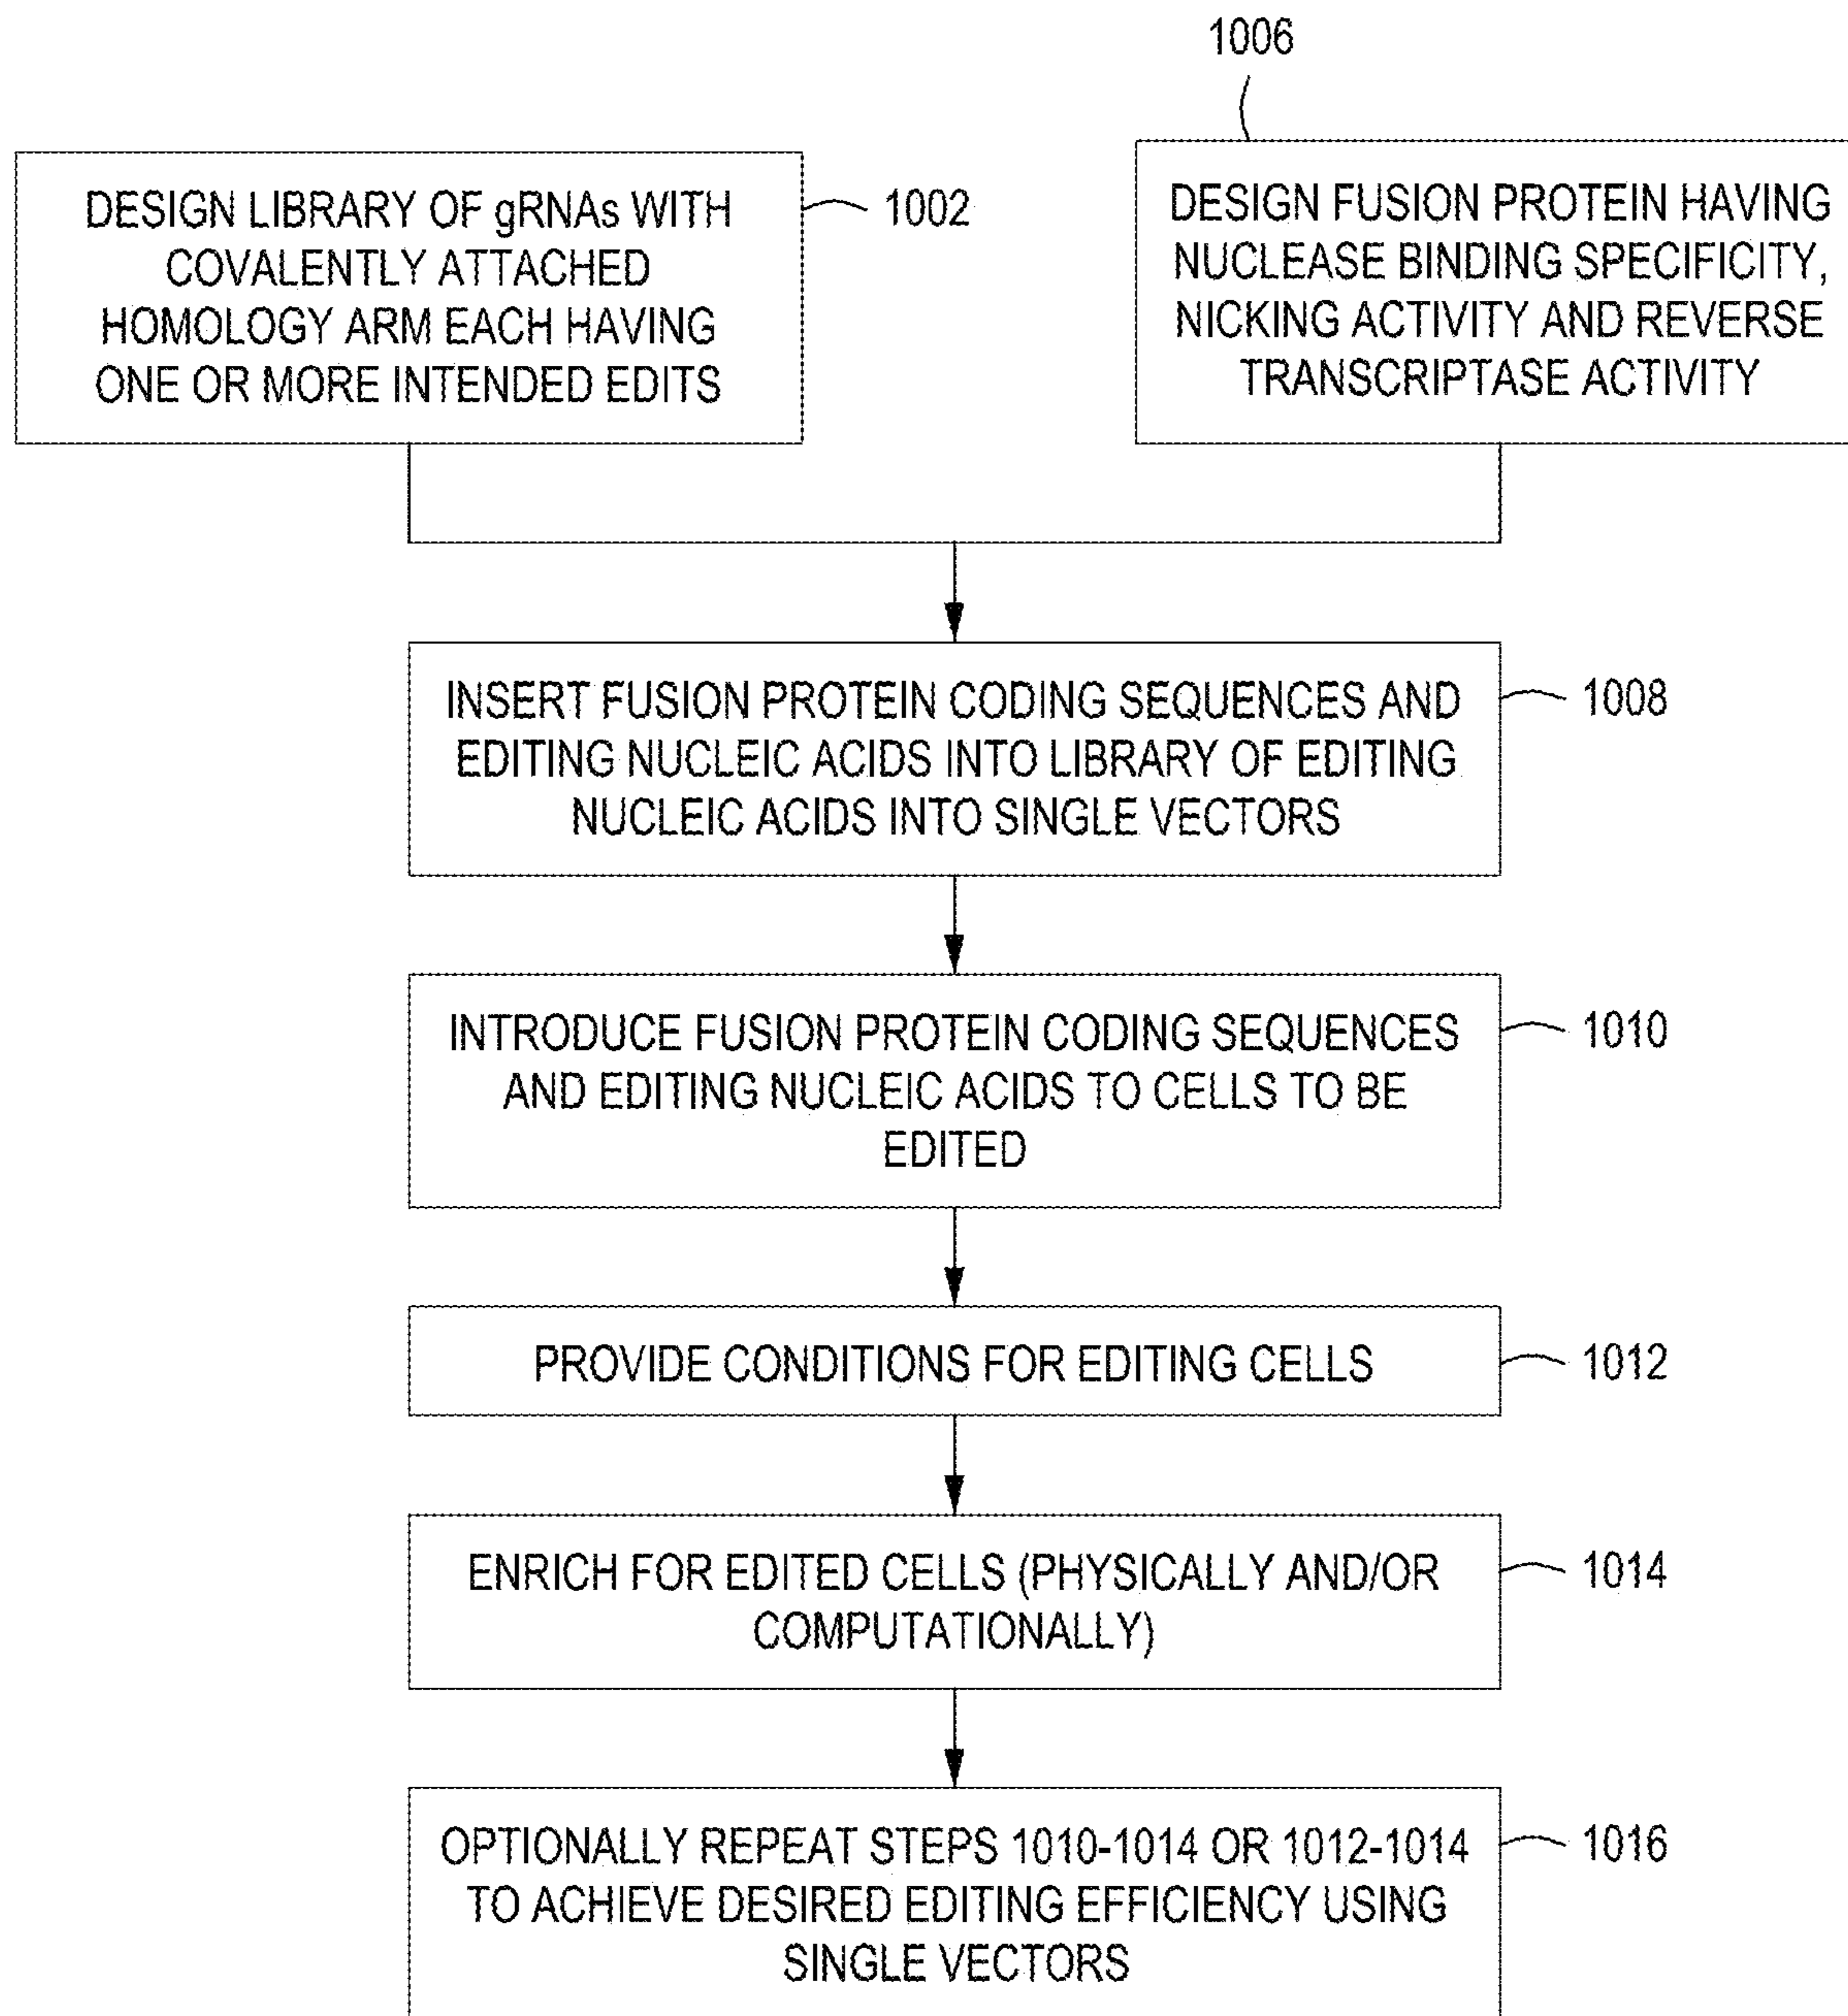 1006
DESIGN LIBRARY OF gRNAs WITH
COVALENTLY ATTACHED
HOMOLOGY ARM EACH HAVING
ONE OR MORE INTENDED EDITS
1002
DESIGN FUSION PROTEIN HAVING
NUCLEASE BINDING SPECIFICITY,
NICKING ACTIVITY AND REVERSE
TRANSCRIPTASE ACTIVITY
INSERT FUSION PROTEIN CODING SEQUENCES AND
EDITING NUCLEIC ACIDS INTO LIBRARY OF EDITING
NUCLEIC ACIDS INTO SINGLE VECTORS
1008
INTRODUCE FUSION PROTEIN CODING SEQUENCES
AND EDITING NUCLEIC ACIDS TO CELLS TO BE
EDITED
1010
PROVIDE CONDITIONS FOR EDITING CELLS
1012
ENRICH FOR EDITED CELLS (PHYSICALLY AND/OR
COMPUTATIONALLY)
1014
OPTIONALLY REPEAT STEPS 1010-1014 OR 1012-1014
TO ACHIEVE DESIRED EDITING EFFICIENCY USING
SINGLE VECTORS
1016